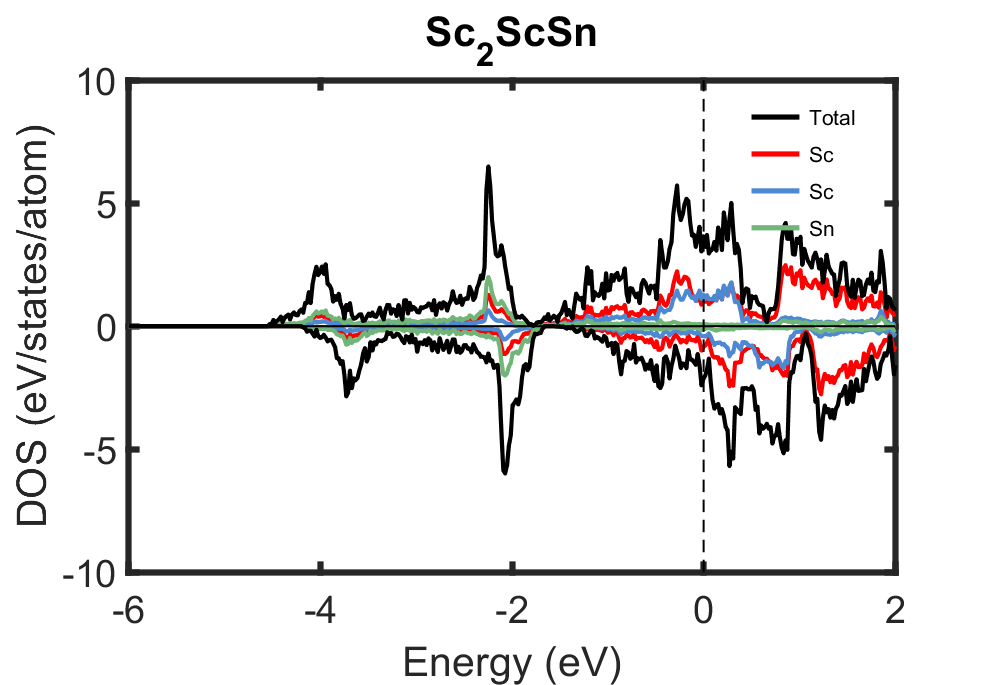 Sc2ScSn
10
5
0
-5
-10
DOS (eV/states/atom)
Total
Sc
Sc
Sn
-6 -4 -2 0 2
Energy (eV)